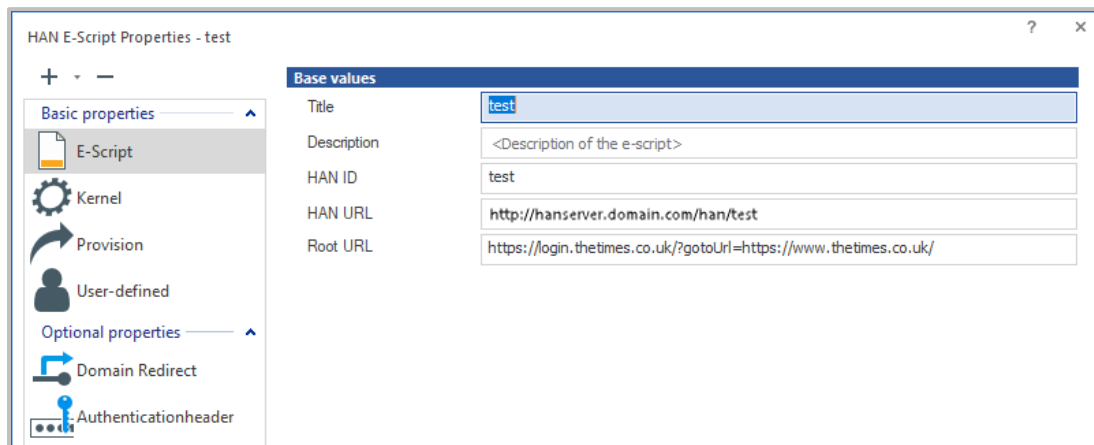 HAN E-Script Properties - test
? ×
+ - −
Basic properties
E-Script
Kernel
Provision
User-defined
Optional properties
Domain Redirect
Authenticationheader
Base values
Title test
Description <Description of the e-script>
HAN ID test
HAN URL http://hanserver.domain.com/han/test
Root URL https://login.thetimes.co.uk/?gotoUrl=https://www.thetimes.co.uk/